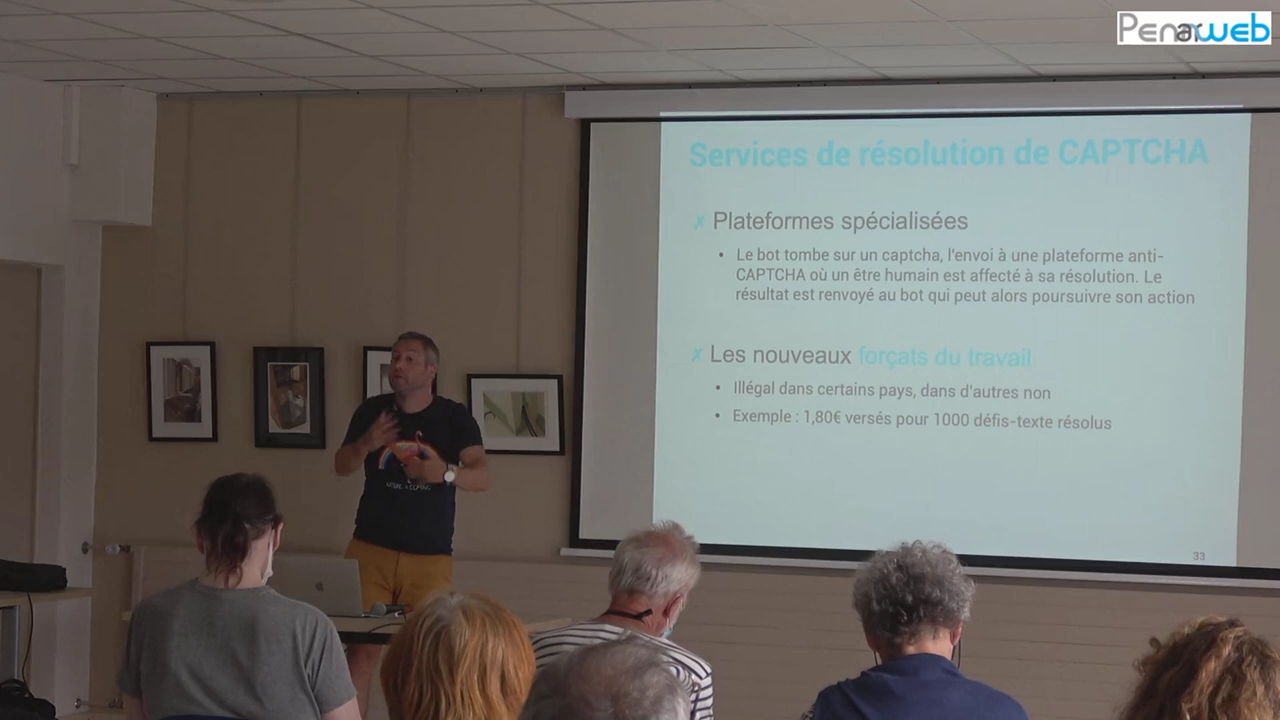 Penarweb
Services de résolution de CAPTCHA
✗ Plateformes spécialisées
• Le bot tombe sur un captcha, l'envoi à une plateforme anti-
CAPTCHA où un être humain est affecté à sa résolution. Le
résultat est renvoyé au bot qui peut alors poursuivre son action
✗ Les nouveaux forçats du travail
• Illégal dans certains pays, dans d'autres non
• Exemple : 1,80€ versés pour 1000 défis-texte résolus
33